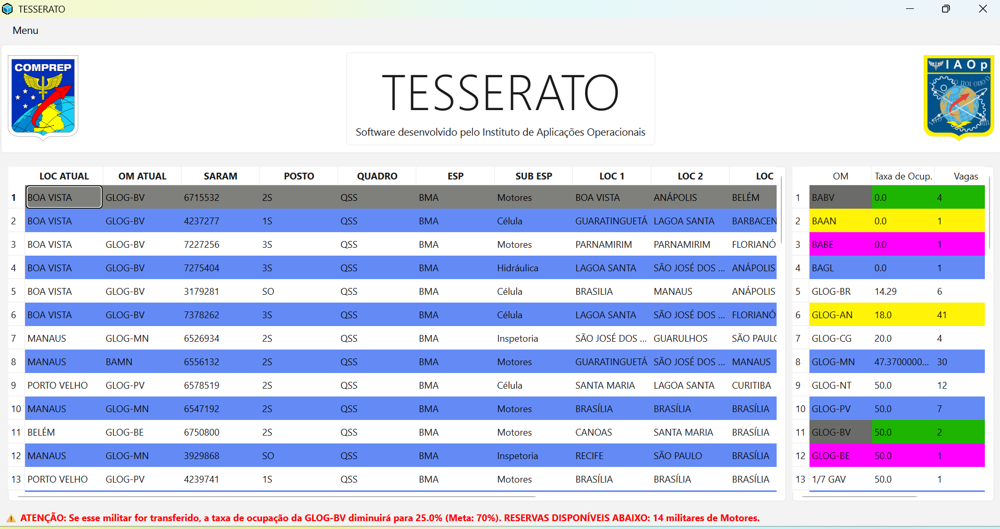 TESSERATO
Menu
COMPREP
IAOp
TESSERATO
Software desenvolvido pelo Instituto de Aplicações Operacionais
LOC ATUAL OM ATUAL SARAM POSTO QUADRO ESP SUB ESP LOC 1 LOC 2 LOC
1 BOA VISTA GLOG-BV 6715532 2S QSS BMA Motores BOA VISTA ANÁPOLIS BELÉM
2 BOA VISTA GLOG-BV 4237277 1S QSS BMA Célula GUARATINGUETÁ LAGOA SANTA BARBACEN
3 BOA VISTA GLOG-BV 7227256 3S QSS BMA Motores PARNAMIRIM PARNAMIRIM FLORIANÓ
4 BOA VISTA GLOG-BV 7275404 3S QSS BMA Hidráulica LAGOA SANTA SÃO JOSÉ DOS ... ANÁPOLIS
5 BOA VISTA GLOG-BV 3179281 SO QSS BMA Célula BRASILIA MANAUS ANÁPOLIS
6 BOA VISTA GLOG-BV 7378262 3S QSS BMA Célula LAGOA SANTA SÃO JOSÉ DOS ... FLORIANÓ
7 MANAUS GLOG-MN 6526934 2S QSS BMA Inspetoria SÃO JOSÉ DOS ... GUARULHOS SÃO PAULO
8 MANAUS BAMN 6556132 2S QSS BMA Motores GUARATINGUETÁ SÃO JOSÉ DOS ... MANAUS
9 PORTO VELHO GLOG-PV 6578519 2S QSS BMA Célula SANTA MARIA LAGOA SANTA CURITIBA
10 MANAUS GLOG-MN 6547192 2S QSS BMA Motores BRASÍLIA BRASÍLIA BRASÍLIA
11 BELÉM GLOG-BE 6750800 2S QSS BMA Motores CANOAS SANTA MARIA BRASÍLIA
12 MANAUS GLOG-MN 3929868 SO QSS BMA Inspetoria RECIFE SÃO PAULO BRASÍLIA
13 PORTO VELHO GLOG-PV 4239741 1S QSS BMA Motores BRASÍLIA BRASÍLIA BRASÍLIA
OM Taxa de Ocup. Vagas
1 BABV 0.0 4
2 BAAN 0.0 1
3 BABE 0.0 1
4 BAGL 0.0 1
5 GLOG-BR 14.29 6
6 GLOG-AN 18.0 41
7 GLOG-CG 20.0 4
8 GLOG-MN 47.3700000... 30
9 GLOG-NT 50.0 12
10 GLOG-PV 50.0 7
11 GLOG-BV 50.0 2
12 GLOG-BE 50.0 1
13 1/7 GAV 50.0 1
ATENÇÃO: Se esse militar for transferido, a taxa de ocupação da GLOG-BV diminuirá para 25.0% (Meta: 70%). RESERVAS DISPONÍVEIS ABAIXO: 14 militares de Motores.